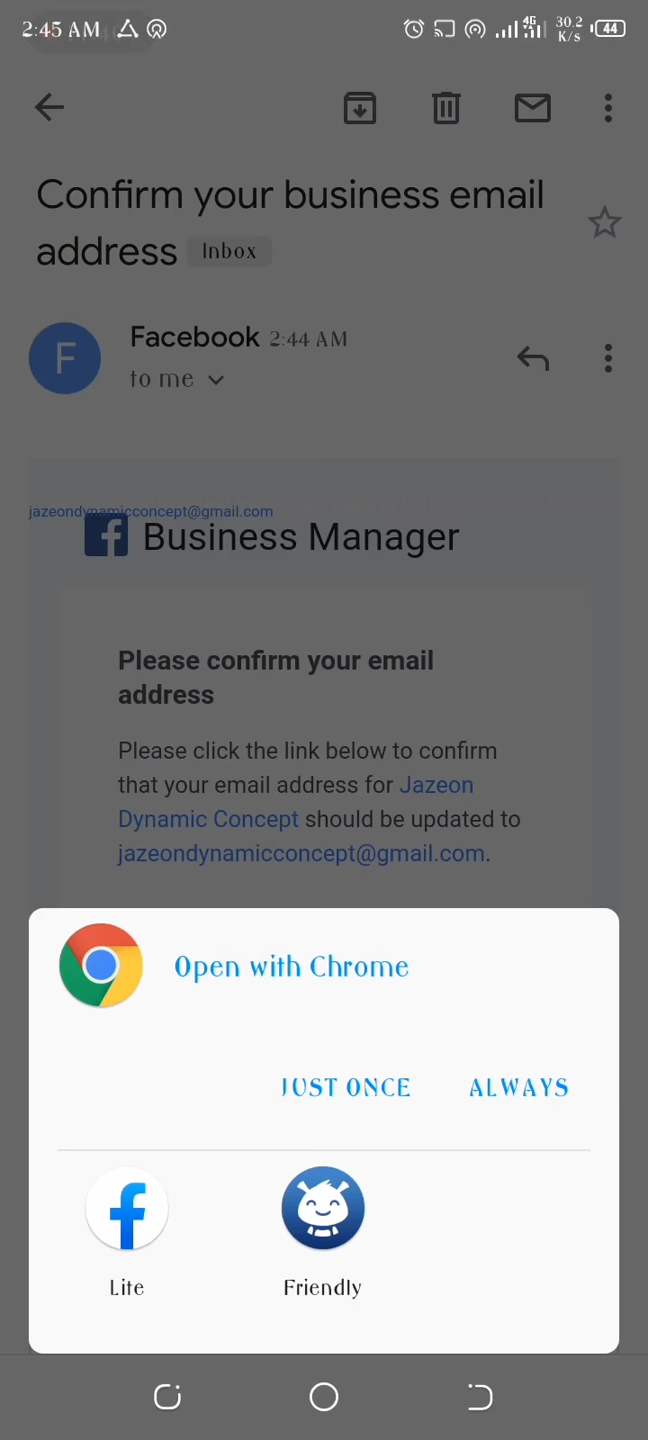 2:45 AM
4G
30.2
K/s
44
Confirm your business email
address Inbox
F
Facebook 2:44 AM
to me
jazeondynamicconcept@gmail.com
f Business Manager
Please confirm your email
address
Please click the link below to confirm
that your email address for Jazeon
Dynamic Concept should be updated to
jazeondynamicconcept@gmail.com.
Open with Chrome
JUST ONCE ALWAYS
Lite Friendly